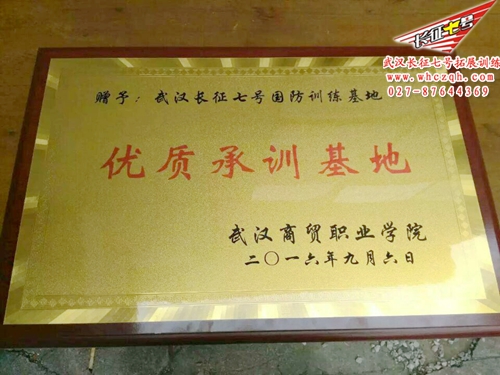 长征七号
武汉长征七号拓展训练
www.whczqh.com
027-87644369
赠予：武汉长征七号国防训练基地
优质承训基地
武汉商贸职业学院
二〇一六年九月六日